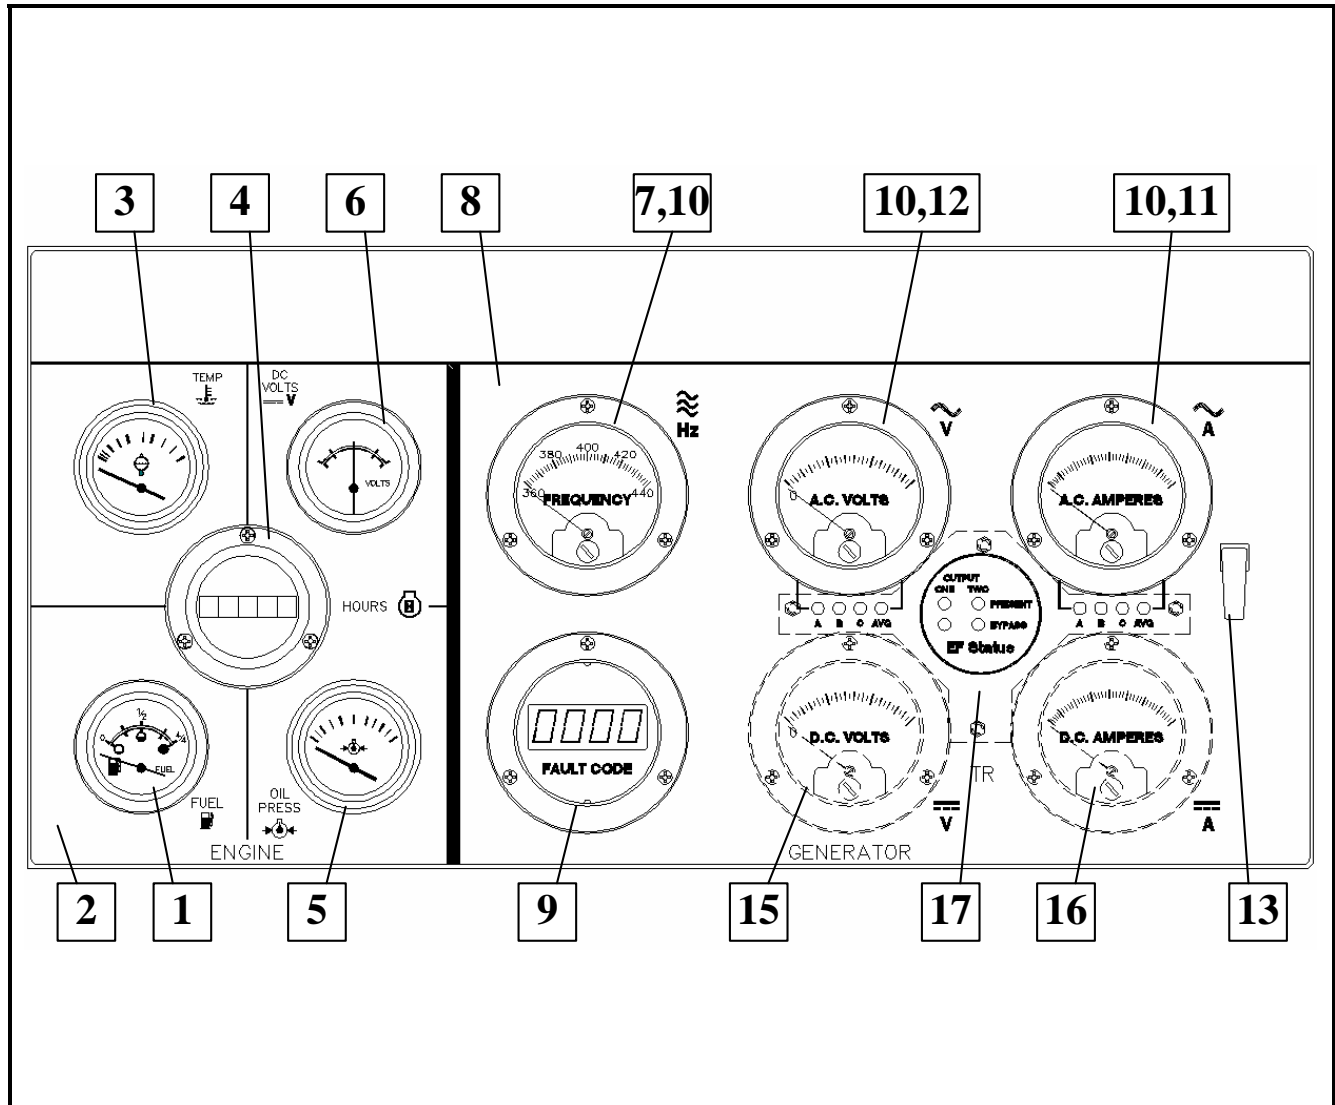 3
4
6
8
7,10
10,12
10,11
TEMP
DC
VOLTS
V
VOLTS
Hz
360
380
400
420
440
FREQUENCY
V
0
A.C. VOLTS
A
A.C. AMPERES
HOURS
OUTPUT
ONE TWO
PRESENT
BYPASS
EF Status
A B C AVG
A B C AVG
0
1/2
4/4
FUEL
FUEL
OIL
PRESS
ENGINE
0000
FAULT CODE
0
D.C. VOLTS
V
TR
D.C. AMPERES
A
GENERATOR
2
1
5
9
15
17
16
13